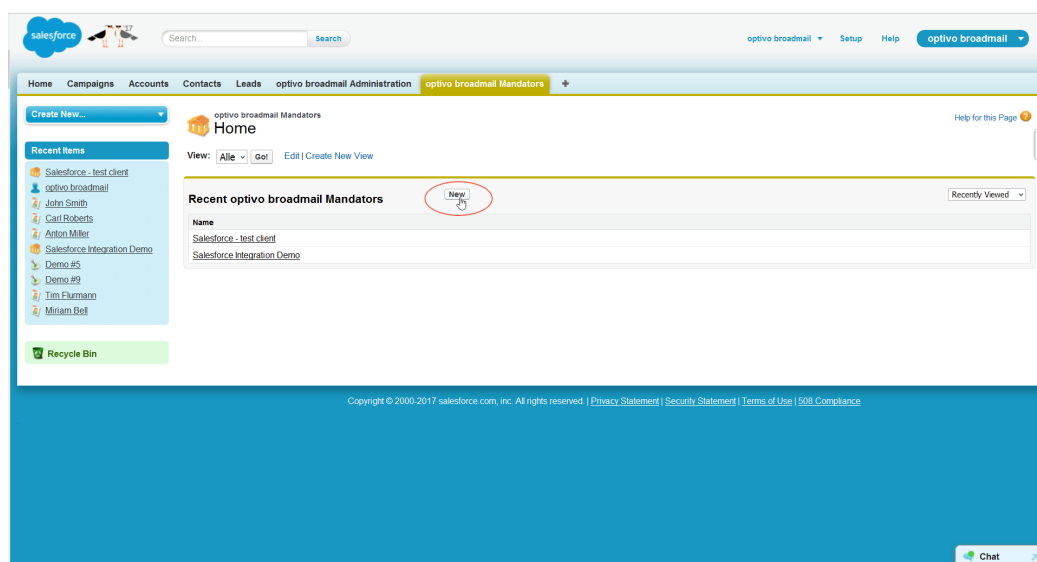 salesforce
'17
Search...
Search
optivo broadmail
Setup
Help
optivo broadmail
Home Campaigns Accounts Contacts Leads optivo broadmail Administration optivo broadmail Mandators +
Create New...
Recent Items
Salesforce - test client
optivo broadmail
John Smith
Carl Roberts
Anton Miller
Salesforce Integration Demo
Demo #5
Demo #9
Tim Flurmann
Miriam Bell
Recycle Bin
optivo broadmail Mandators
Home
Help for this Page ?
View: Alle Go! Edit | Create New View
Recent optivo broadmail Mandators New Recently Viewed
Name
Salesforce - test client
Salesforce Integration Demo
Copyright © 2000-2017 salesforce.com, inc. All rights reserved. | Privacy Statement | Security Statement | Terms of Use | 508 Compliance
Chat